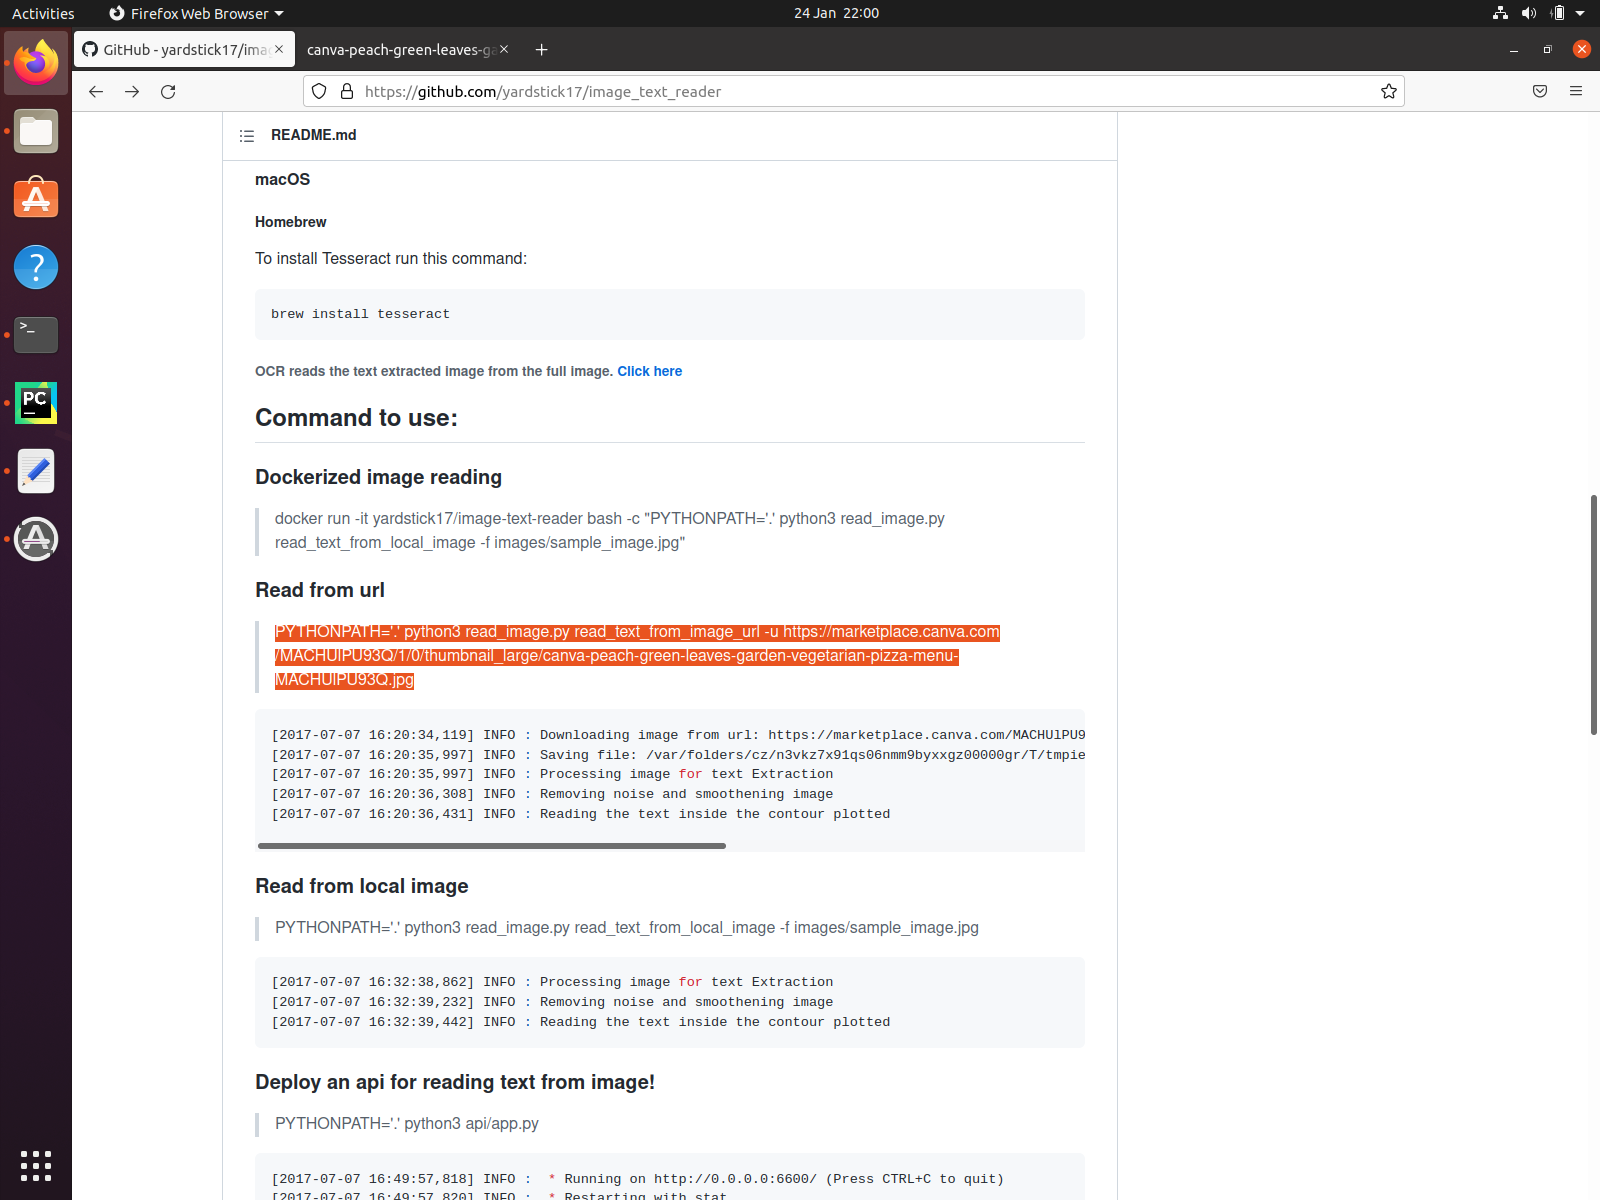 Activities
Firefox Web Browser
24 Jan 22:00
GitHub - yardstick17/imag
canva-peach-green-leaves-ga
https://github.com/yardstick17/image_text_reader
README.md
macOS
Homebrew
To install Tesseract run this command:
brew install tesseract
OCR reads the text extracted image from the full image. Click here
Command to use:
Dockerized image reading
docker run -it yardstick17/image-text-reader bash -c "PYTHONPATH='.' python3 read_image.py
read_text_from_local_image -f images/sample_image.jpg"
Read from url
PYTHONPATH='.' python3 read_image.py read_text_from_image_url -u https://marketplace.canva.com
/MACHUlPU93Q/1/0/thumbnail_large/canva-peach-green-leaves-garden-vegetarian-pizza-menu-
MACHUlPU93Q.jpg
[2017-07-07 16:20:34,119] INFO : Downloading image from url: https://marketplace.canva.com/MACHUlPU9
[2017-07-07 16:20:35,997] INFO : Saving file: /var/folders/cz/n3vkz7x91qs06nmm9byxxgz00000gr/T/tmpie
[2017-07-07 16:20:35,997] INFO : Processing image for text Extraction
[2017-07-07 16:20:36,308] INFO : Removing noise and smoothening image
[2017-07-07 16:20:36,431] INFO : Reading the text inside the contour plotted
Read from local image
PYTHONPATH='.' python3 read_image.py read_text_from_local_image -f images/sample_image.jpg
[2017-07-07 16:32:38,862] INFO : Processing image for text Extraction
[2017-07-07 16:32:39,232] INFO : Removing noise and smoothening image
[2017-07-07 16:32:39,442] INFO : Reading the text inside the contour plotted
Deploy an api for reading text from image!
PYTHONPATH='.' python3 api/app.py
[2017-07-07 16:49:57,818] INFO :  * Running on http://0.0.0.0:6600/ (Press CTRL+C to quit)
[2017-07-07 16:49:57,820] INFO :  * Restarting with stat